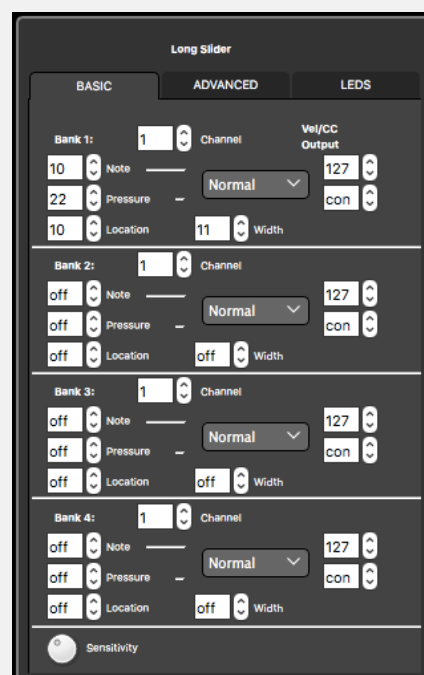 Long Slider
BASIC ADVANCED LEDS
Vel/CC
Bank 1: 1 Channel Output
10 Note 127
Normal
22 Pressure con
10 Location 11 Width
Bank 2: 1 Channel
off Note 127
Normal
off Pressure con
off Location off Width
Bank 3: 1 Channel
off Note 127
Normal
off Pressure con
off Location off Width
Bank 4: 1 Channel
off Note 127
Normal
off Pressure con
off Location off Width
Sensitivity